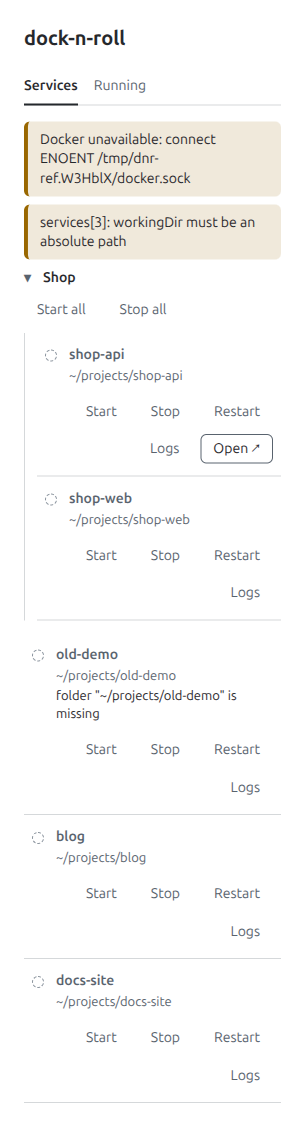 dock-n-roll
Services Running
Docker unavailable: connect
ENOENT /tmp/dnr-
ref.W3HblX/docker.sock
services[3]: workingDir must be an
absolute path
▼ Shop
Start all Stop all
shop-api
~/projects/shop-api
Start Stop Restart
Logs Open ↗
shop-web
~/projects/shop-web
Start Stop Restart
Logs
old-demo
~/projects/old-demo
folder "~/projects/old-demo" is
missing
Start Stop Restart
Logs
blog
~/projects/blog
Start Stop Restart
Logs
docs-site
~/projects/docs-site
Start Stop Restart
Logs